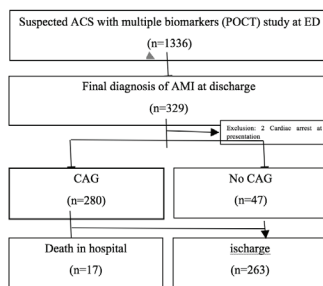 Suspected ACS with multiple biomarkers (POCT) study at ED
(n=1336)
Final diagnosis of AMI at discharge
(n=329)
Exclusion: 2 Cardiac arrest at
presentation
CAG
(n=280)
No CAG
(n=47)
Death in hospital
(n=17)
ischarge
(n=263)